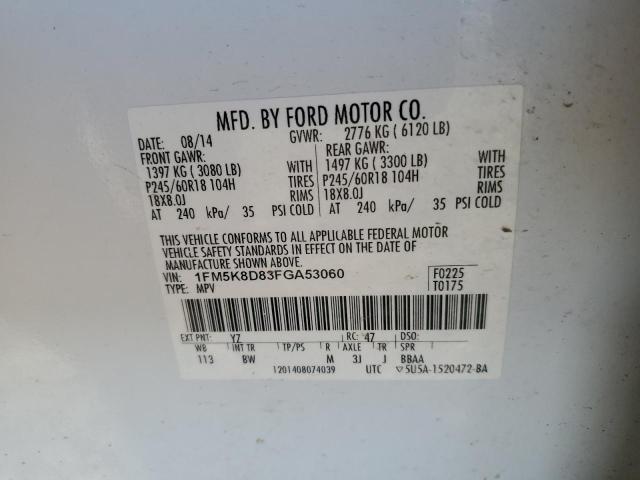 MFD. BY FORD MOTOR CO.
DATE: 08/14 GVWR: 2776 KG ( 6120 LB)
FRONT GAWR: REAR GAWR:
1397 KG ( 3080 LB) WITH 1497 KG ( 3300 LB) WITH
P245/60R18 104H TIRES P245/60R18 104H TIRES
18X8.0J RIMS 18X8.0J RIMS
AT 240 kPa/ 35 PSI COLD AT 240 kPa/ 35 PSI COLD
THIS VEHICLE CONFORMS TO ALL APPLICABLE FEDERAL MOTOR
VEHICLE SAFETY STANDARDS IN EFFECT ON THE DATE OF
MANUFACTURE SHOWN ABOVE.
VIN: 1FM5K8D83FGA53060 F0225
TYPE: MPV T0175
EXT PNT: YZ RC: 47 DSO:
WB INT TR TP/PS R AXLE TR SPR
113 BW M 3J J BBAA
1201408074039 UTC ▽5U5A-1520472-BA